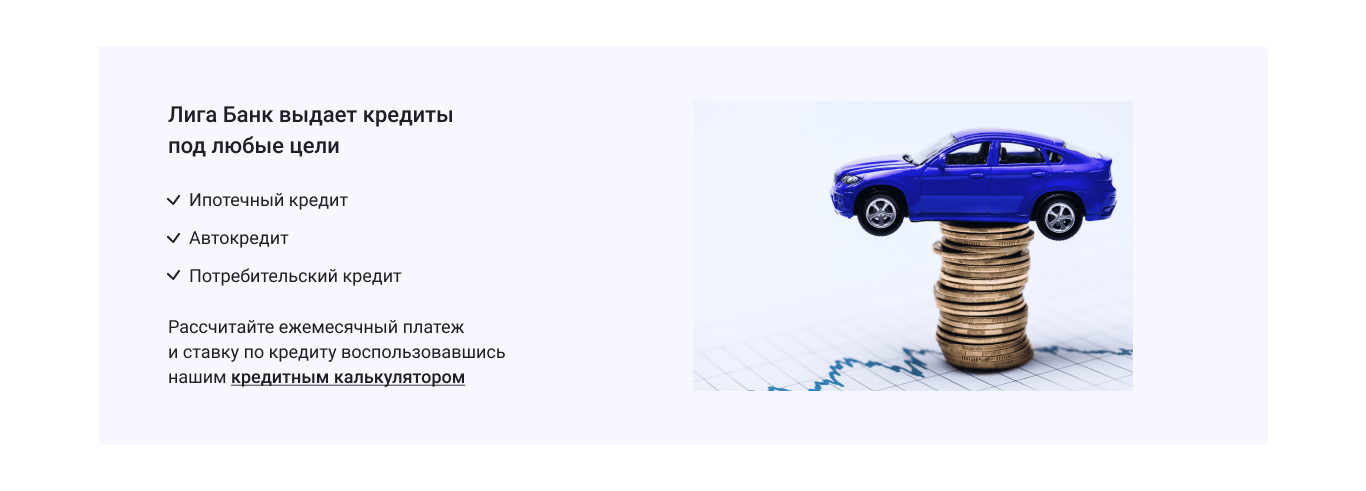 Лига Банк выдает кредиты
под любые цели
Ипотечный кредит
Автокредит
Потребительский кредит
Рассчитайте ежемесячный платеж
и ставку по кредиту воспользовавшись
нашим кредитным калькулятором